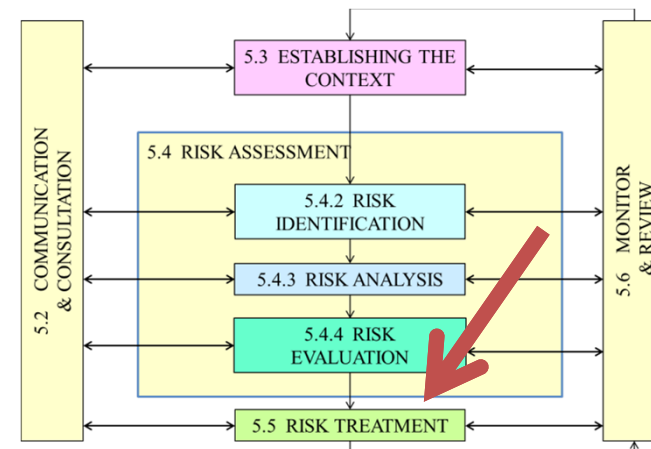 5.3 ESTABLISHING THE
CONTEXT
5.4 RISK ASSESSMENT
5.4.2 RISK
IDENTIFICATION
5.4.3 RISK ANALYSIS
5.4.4 RISK
EVALUATION
5.5 RISK TREATMENT
5.2 COMMUNICATION
& CONSULTATION
5.6 MONITOR
& REVIEW